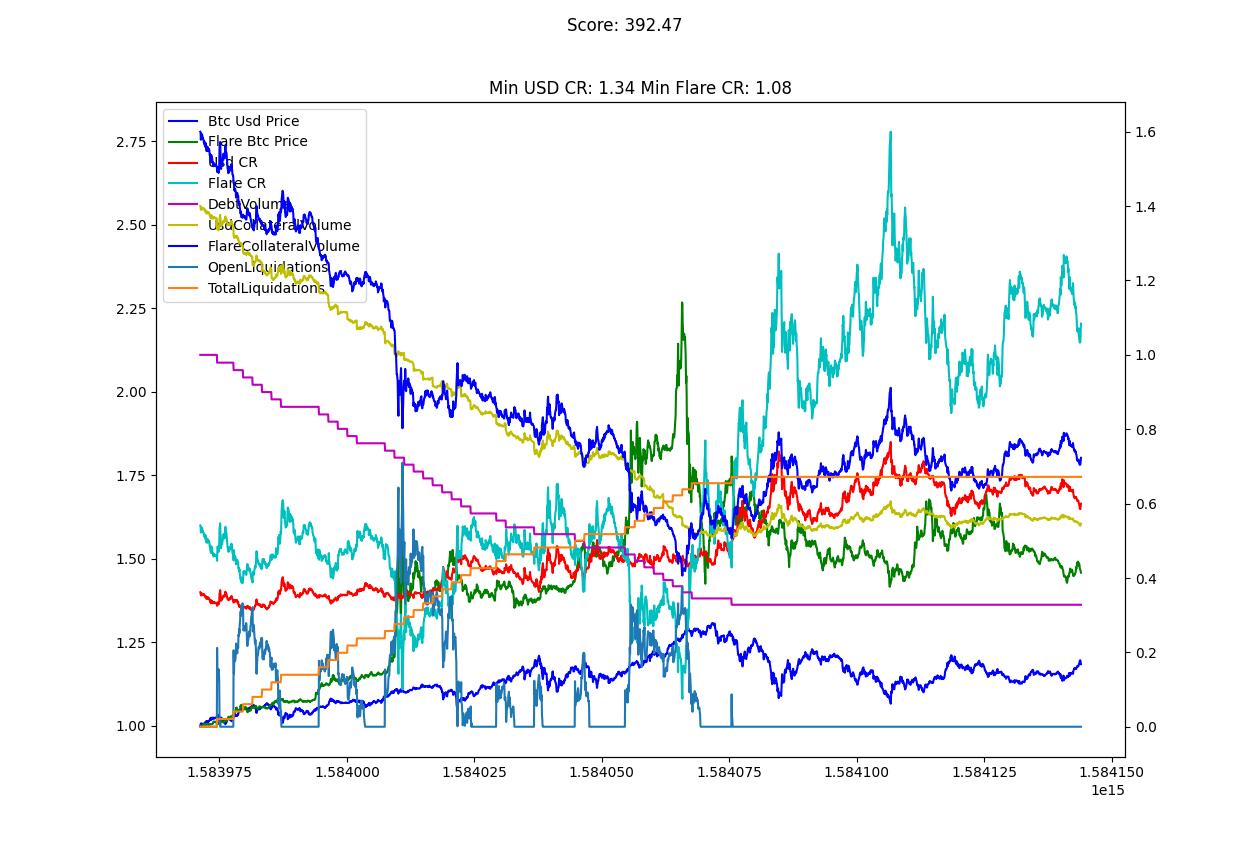 Score: 392.47
Min USD CR: 1.34 Min Flare CR: 1.08
Btc Usd Price
Flare Btc Price
Usd CR
Flare CR
DebtVolume
UsdCollateralVolume
FlareCollateralVolume
OpenLiquidations
TotalLiquidations
2.75
2.50
2.25
2.00
1.75
1.50
1.25
1.00
1.6
1.4
1.2
1.0
0.8
0.6
0.4
0.2
0.0
1.583975
1.584000
1.584025
1.584050
1.584075
1.584100
1.584125
1.584150
1e15